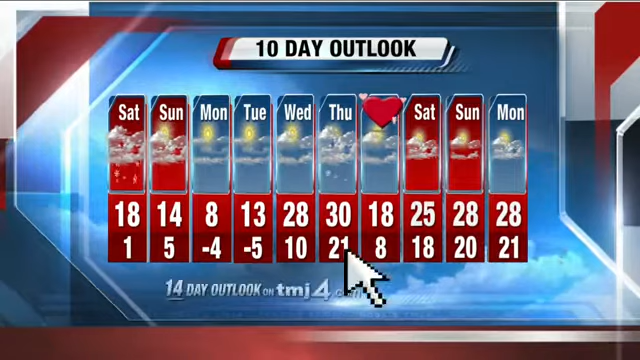 10 DAY OUTLOOK
Sat Sun Mon Tue Wed Thu Sat Sun Mon
18 14 8 13 28 30 18 25 28 28
1 5 -4 -5 10 21 8 18 20 21
14 DAY OUTLOOK ON tmj4